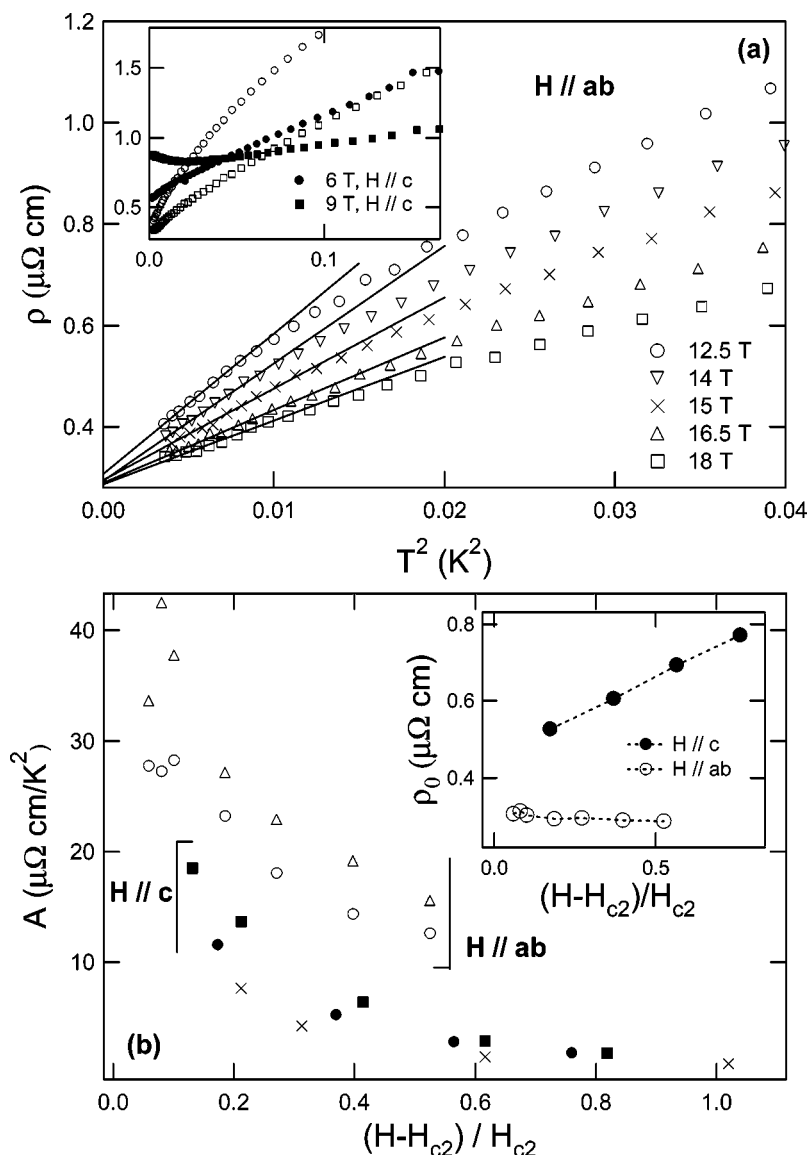 1.2
1.0
0.8
0.6
0.4
ρ (μΩ cm)
(a)
H // ab
1.5
1.0
0.5
0.0
0.1
● 6 T, H // c
■ 9 T, H // c
○ 12.5 T
▽ 14 T
× 15 T
△ 16.5 T
□ 18 T
0.00
0.01
0.02
0.03
0.04
T² (K²)
40
30
20
10
A (μΩ cm/K²)
0.8
0.6
0.4
ρ₀ (μΩ cm)
H // c
H // ab
0.0
0.5
(H-Hc2)/Hc2
H // c
H // ab
(b)
0.0
0.2
0.4
0.6
0.8
1.0
(H-Hc2) / Hc2